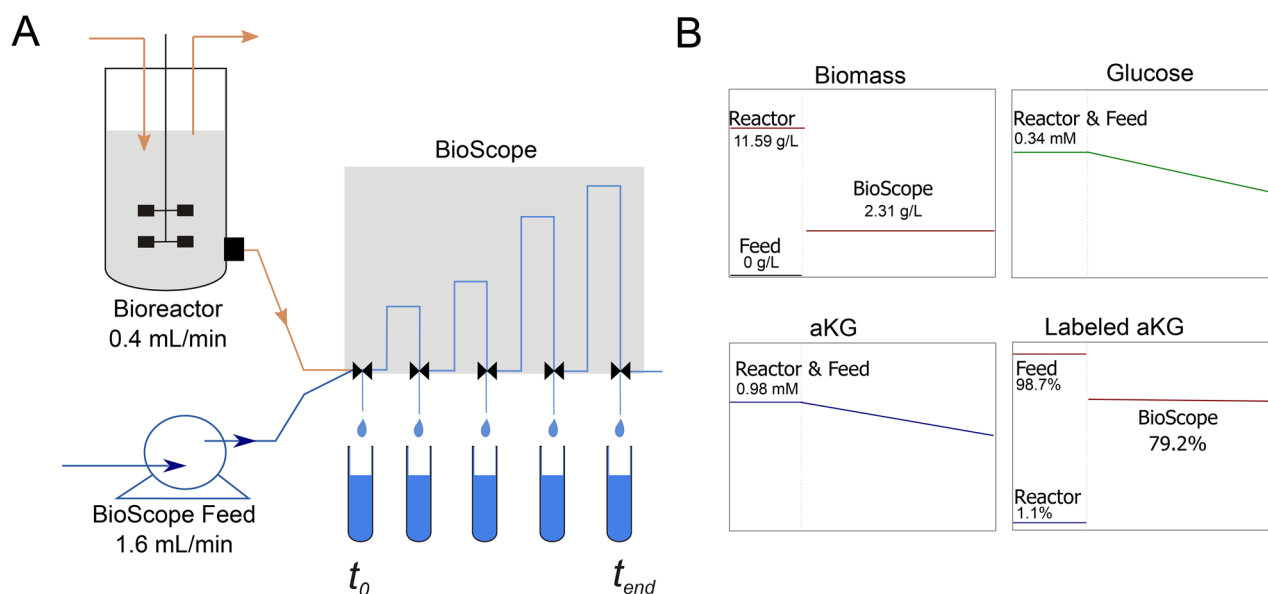 A
BioScope
Bioreactor
0.4 mL/min
BioScope Feed
1.6 mL/min
t0
tend
B
Biomass
Reactor
11.59 g/L
BioScope
2.31 g/L
Feed
0 g/L
Glucose
Reactor & Feed
0.34 mM
aKG
Reactor & Feed
0.98 mM
Labeled aKG
Feed
98.7%
BioScope
79.2%
Reactor
1.1%